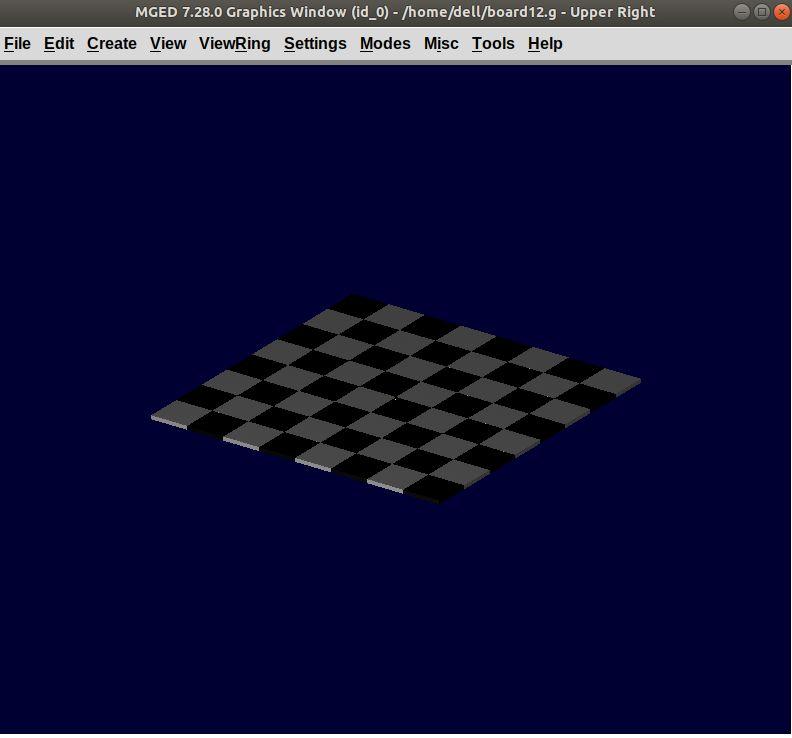 MGED 7.28.0 Graphics Window (id_0) - /home/dell/board12.g - Upper Right
File Edit Create View ViewRing Settings Modes Misc Tools Help